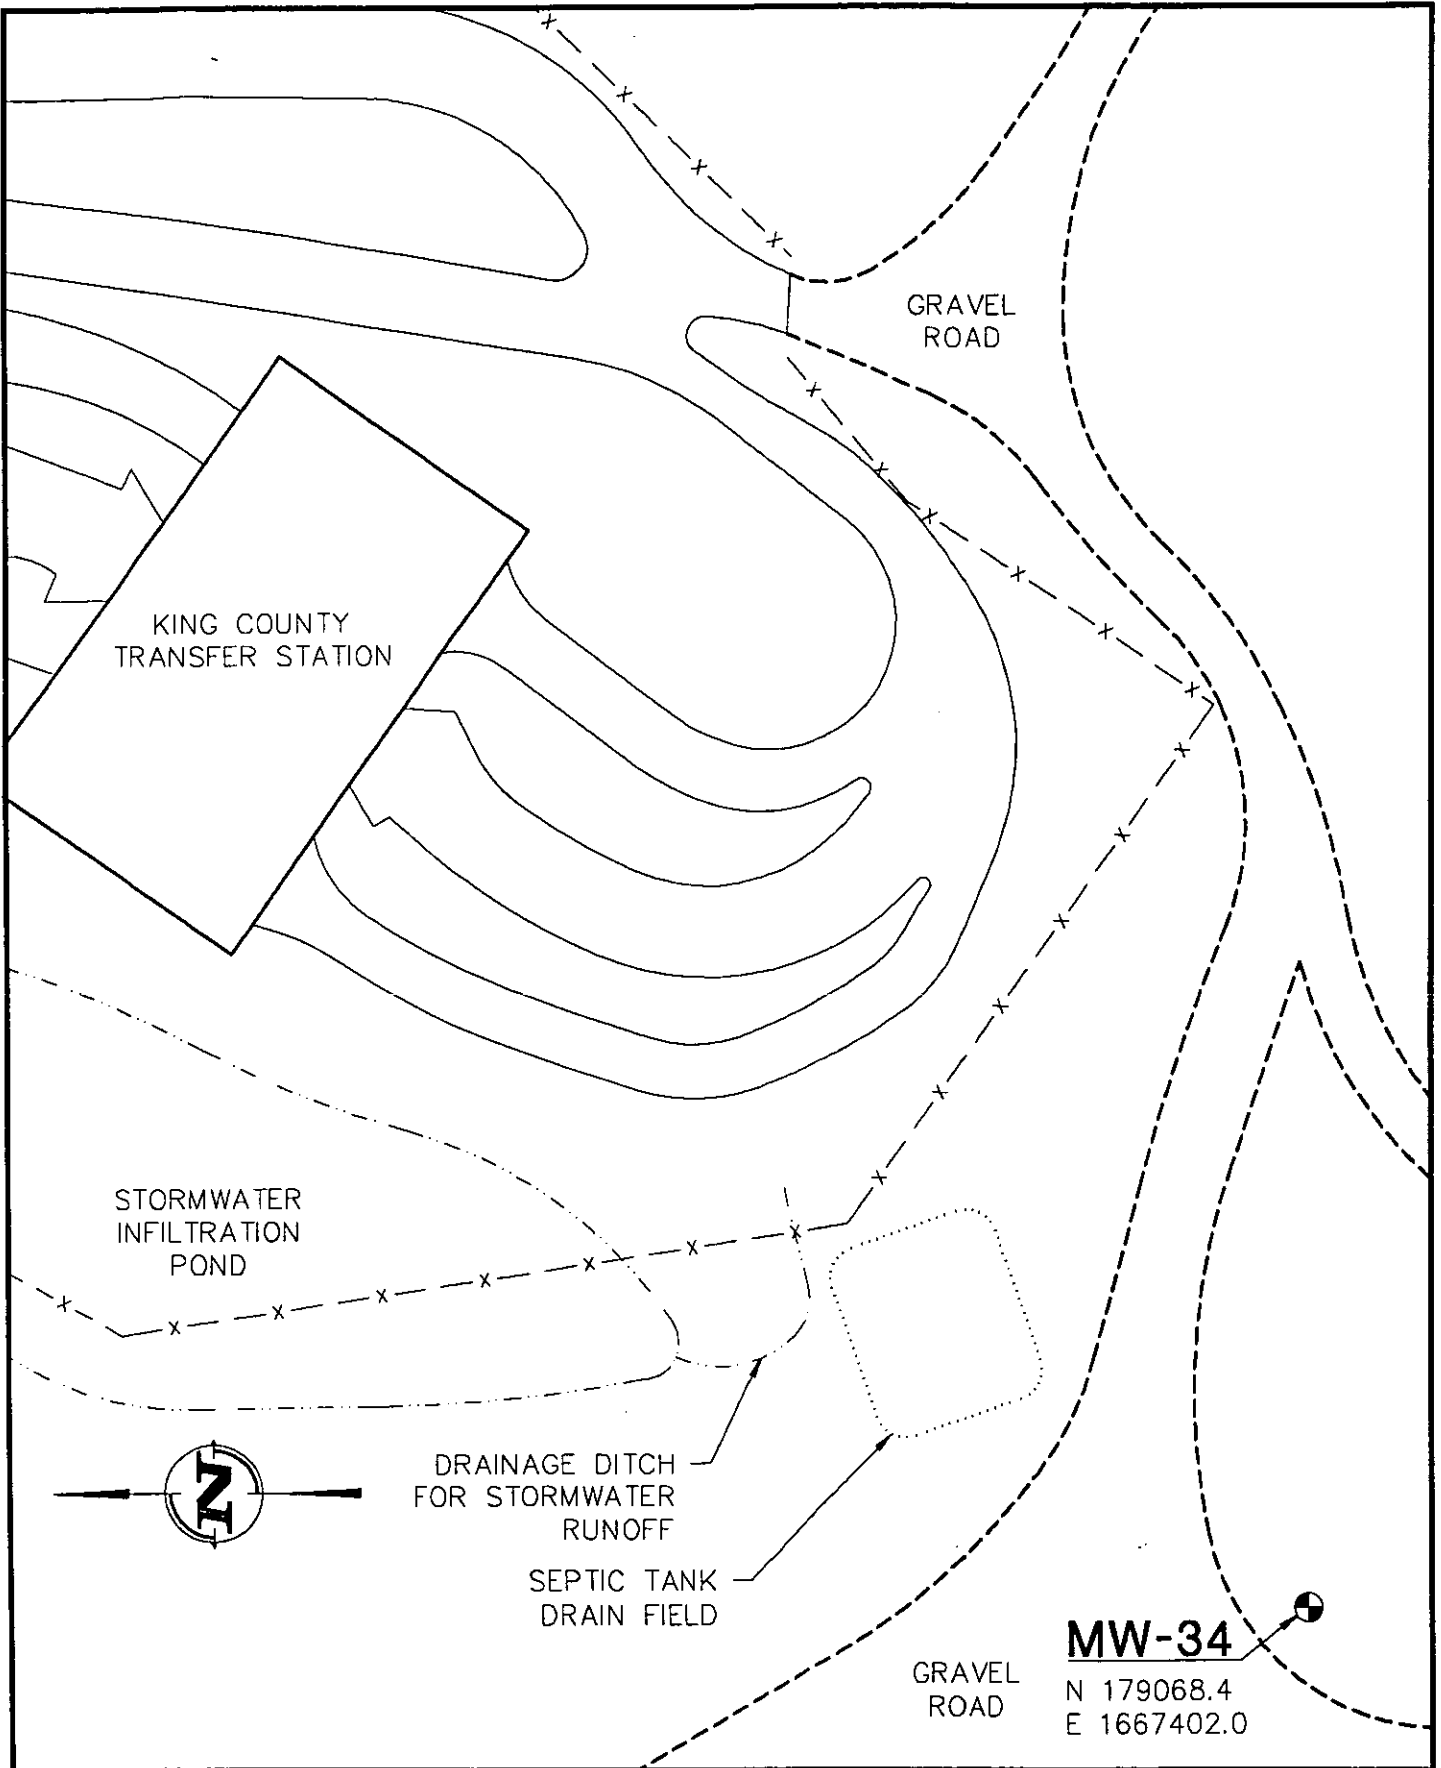 GRAVEL
ROAD
KING COUNTY
TRANSFER STATION
STORMWATER
INFILTRATION
POND
N
DRAINAGE DITCH
FOR STORMWATER
RUNOFF
SEPTIC TANK
DRAIN FIELD
GRAVEL
ROAD
MW-34
N 179068.4
E 1667402.0